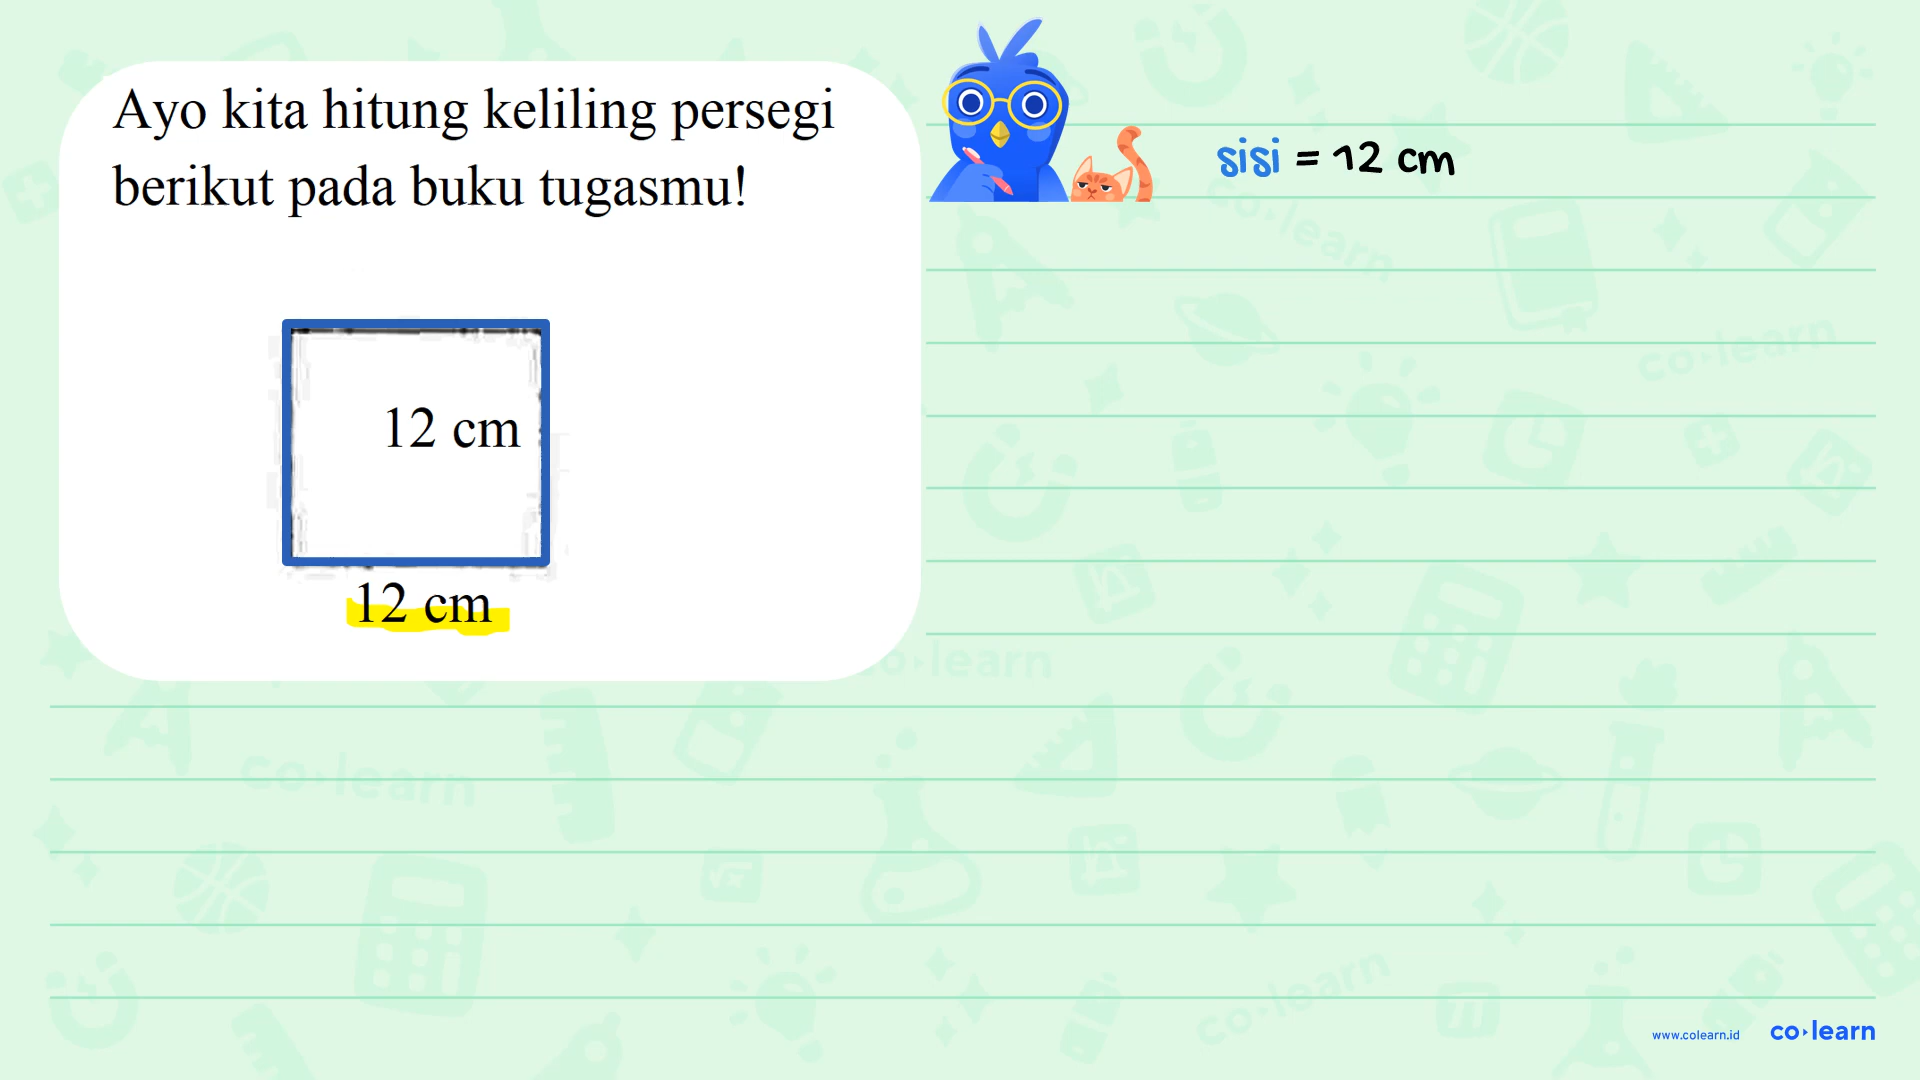 Ayo kita hitung keliling persegi
berikut pada buku tugasmu!
12 cm
12 cm
sisi = 12 cm
www.colearn.id
co·learn